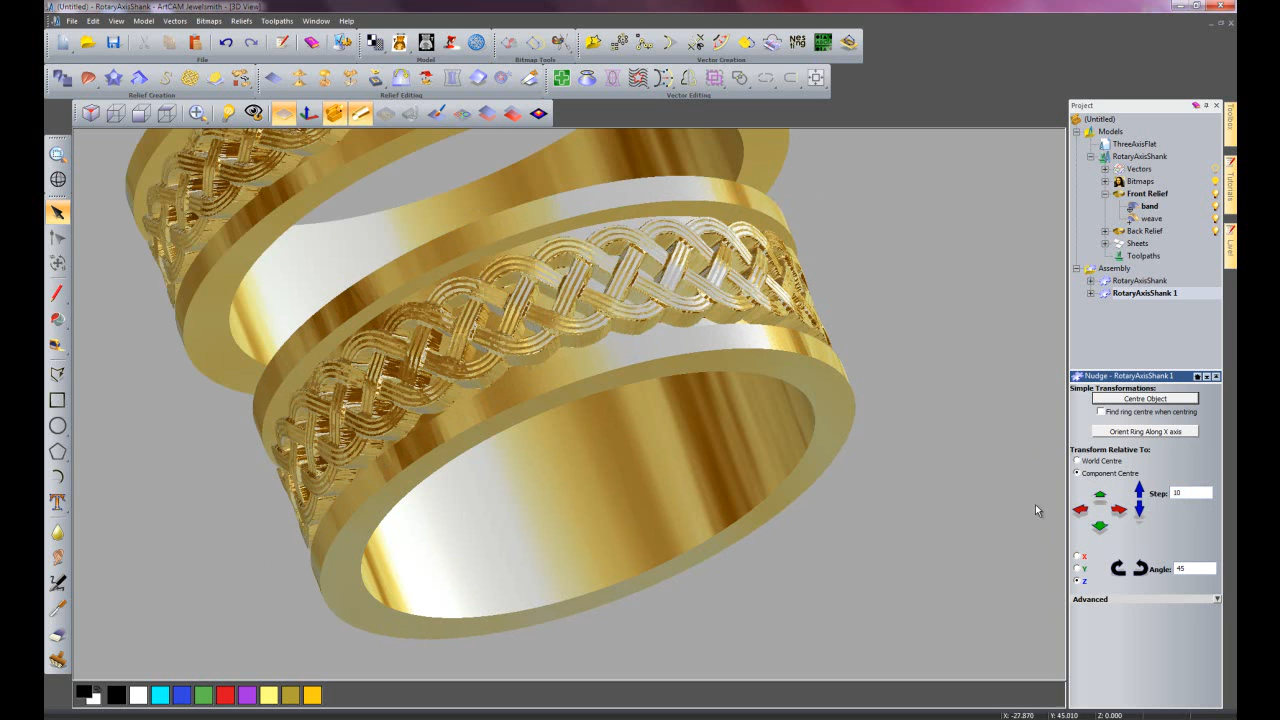 (Untitled) - RotaryAxisShank - ArtCAM Jewelsmith - [3D View]
File Edit View Model Vectors Bitmaps Reliefs Toolpaths Window Help
File
Model
Bitmap Tools
Vector Creation
Nes
ting
Relief Creation
Relief Editing
Vector Editing
Project
(Untitled)
Models
ThreeAxisFlat
RotaryAxisShank
Vectors
Bitmaps
Front Relief
band
weave
Back Relief
Sheets
Toolpaths
Assembly
RotaryAxisShank
RotaryAxisShank 1
Toolbox
Tutorials
Level
Nudge - RotaryAxisShank 1
Simple Transformations:
Centre Object
Find ring centre when centring
Orient Ring Along X axis
Transform Relative To:
World Centre
Component Centre
Step: 10
X
Y
Z
Angle: 45
Advanced
X: -27.870 Y: 45.010 Z: 0.000